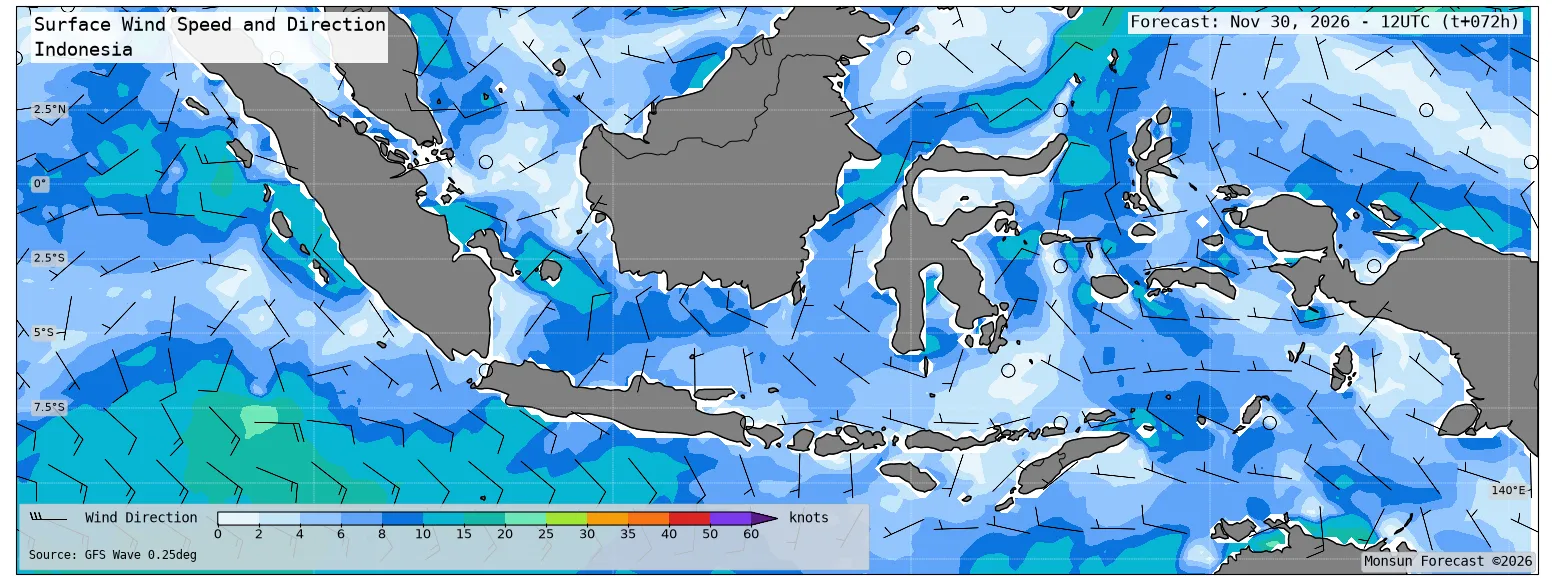 Surface Wind Speed and Direction
Indonesia
Forecast: Nov 30, 2026 - 12UTC (t+072h)
2.5°N
0°
2.5°S
5°S
7.5°S
140°E
Wind Direction
0 2 4 6 8 10 15 20 25 30 35 40 50 60
knots
Source: GFS Wave 0.25deg
Monsun Forecast ©2026